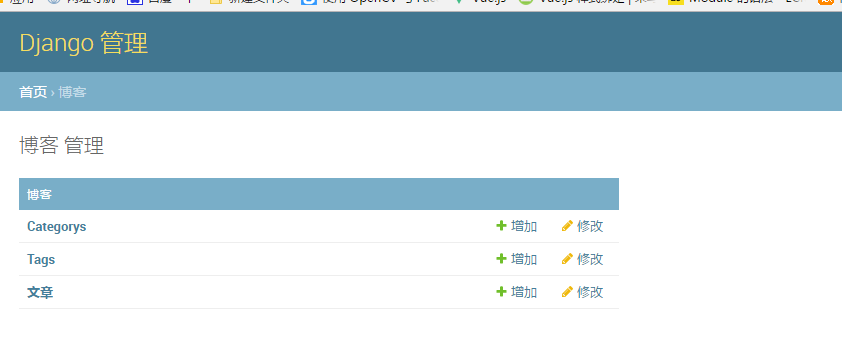 Django 管理
首页 › 博客
博客 管理
博客
Categorys 增加 修改
Tags 增加 修改
文章 增加 修改